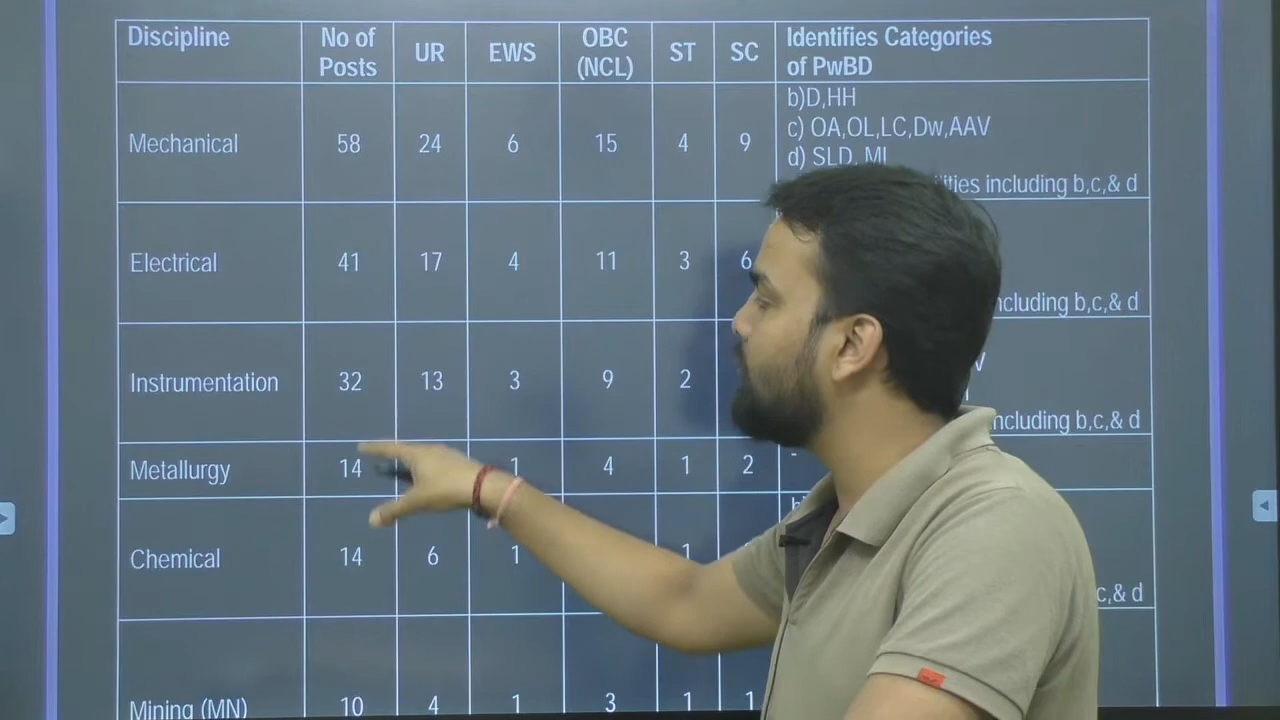 Discipline No of Posts UR EWS OBC (NCL) ST SC Identifies Categories of PwBD
Mechanical 58 24 6 15 4 9 b)D,HH
c) OA,OL,LC,Dw,AAV
d) SLD, MI
including b,c,& d
Electrical 41 17 4 11 3 6
including b,c,& d
Instrumentation 32 13 3 9 2
including b,c,& d
Metallurgy 14 1 4 1 2 -
Chemical 14 6 1 1
c,& d
Mining (MN) 10 4 1 3 1 1